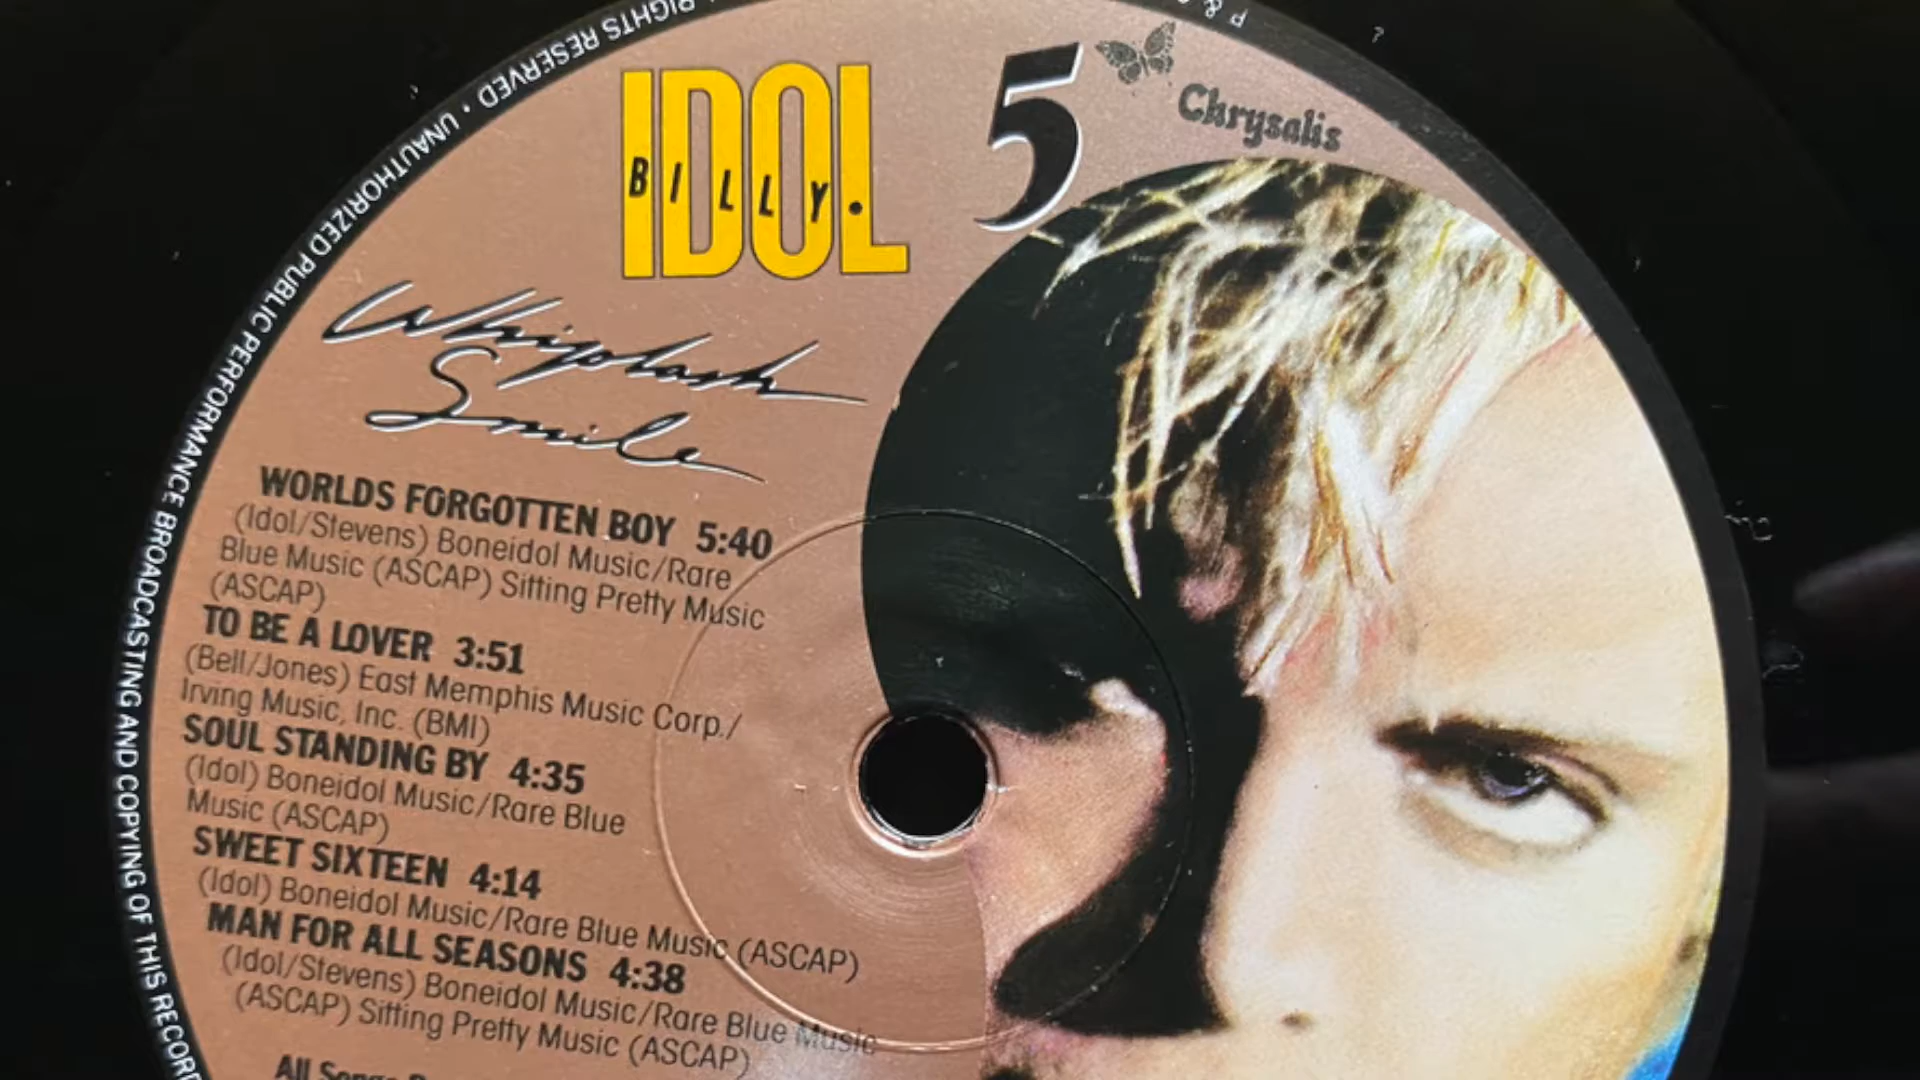 RIGHTS RESERVED • UNAUTHORIZED PUBLIC PERFORMANCE BROADCASTING AND COPYING OF THIS RECORD
P &
IDOL
BILLY.
5
Chrysalis
Whiplash
Smile
WORLDS FORGOTTEN BOY 5:40
(Idol/Stevens) Boneidol Music/Rare
Blue Music (ASCAP) Sitting Pretty Music
(ASCAP)
TO BE A LOVER 3:51
(Bell/Jones) East Memphis Music Corp./
Irving Music, Inc. (BMI)
SOUL STANDING BY 4:35
(Idol) Boneidol Music/Rare Blue
Music (ASCAP)
SWEET SIXTEEN 4:14
(Idol) Boneidol Music/Rare Blue Music (ASCAP)
MAN FOR ALL SEASONS 4:38
(Idol/Stevens) Boneidol Music/Rare Blue Music
(ASCAP) Sitting Pretty Music (ASCAP)
All Songs